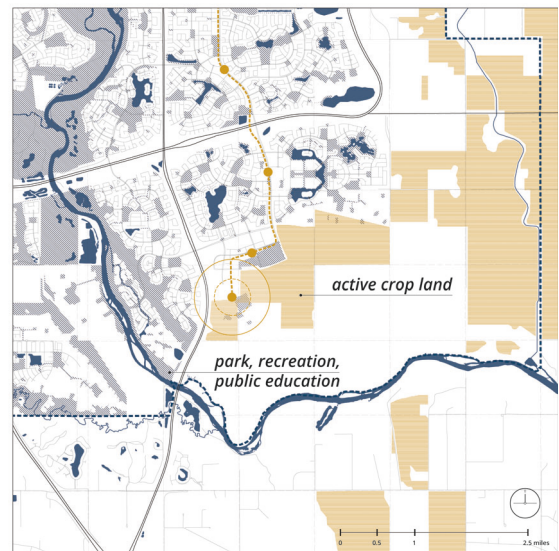 active crop land
park, recreation,
public education
0 0.5 1 2.5 miles